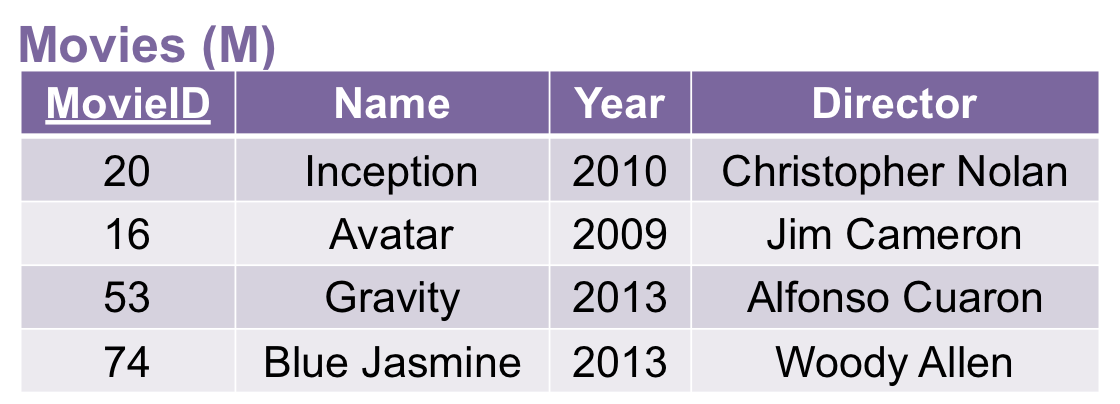 Movies (M)
MovieID Name Year Director
20 Inception 2010 Christopher Nolan
16 Avatar 2009 Jim Cameron
53 Gravity 2013 Alfonso Cuaron
74 Blue Jasmine 2013 Woody Allen